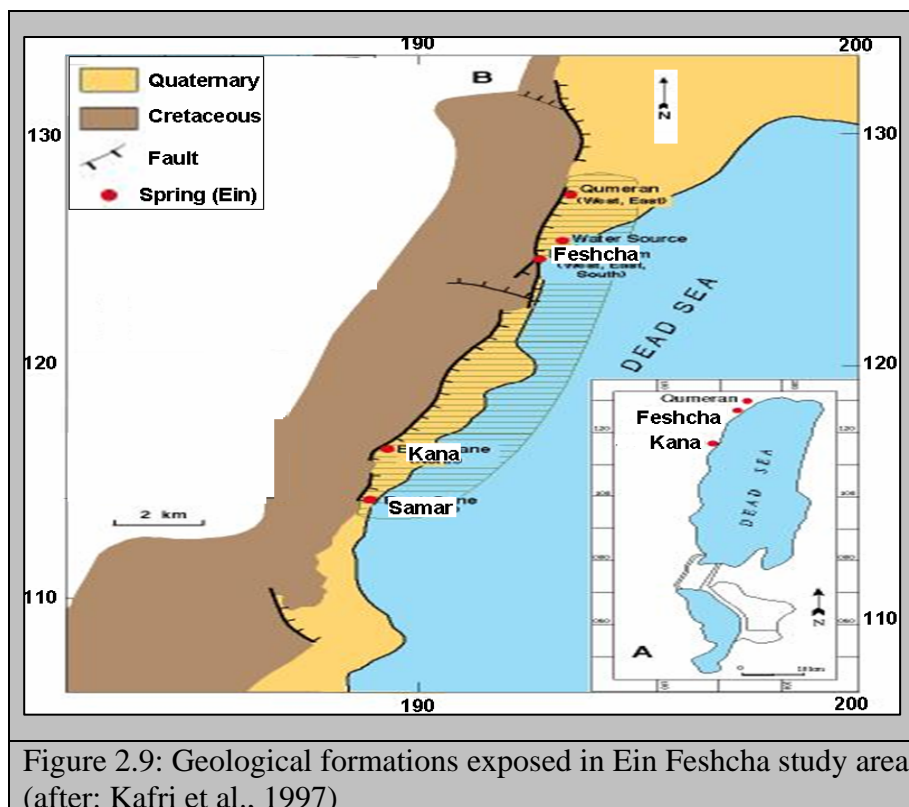 190
200
Quaternary
Cretaceous
Fault
Spring (Ein)
B
N
130
130
Qumeran
(West, East)
Water Source
Feshcha
(West, East,
South)
DEAD SEA
120
120
Qumeran
Feshcha
Kana
DEAD SEA
Kana
Samar
2 km
110
110
N
A
0 10km
190
200
Figure 2.9: Geological formations exposed in Ein Feshcha study area
(after: Kafri et al., 1997)